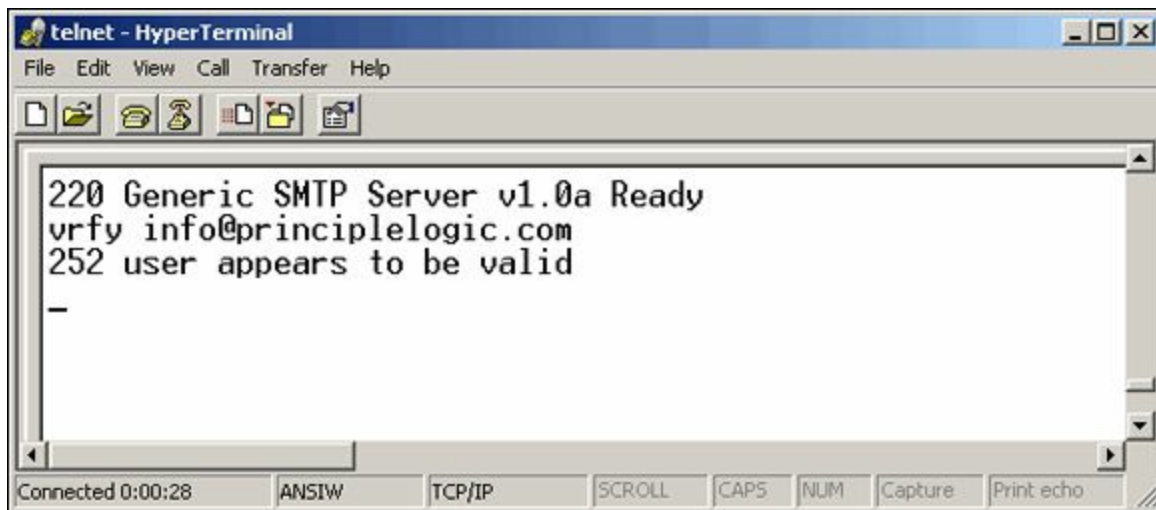 telnet - HyperTerminal
File Edit View Call Transfer Help
220 Generic SMTP Server v1.0a Ready
vrfy info@principlelogic.com
252 user appears to be valid
_
Connected 0:00:28 ANSIW TCP/IP SCROLL CAPS NUM Capture Print echo